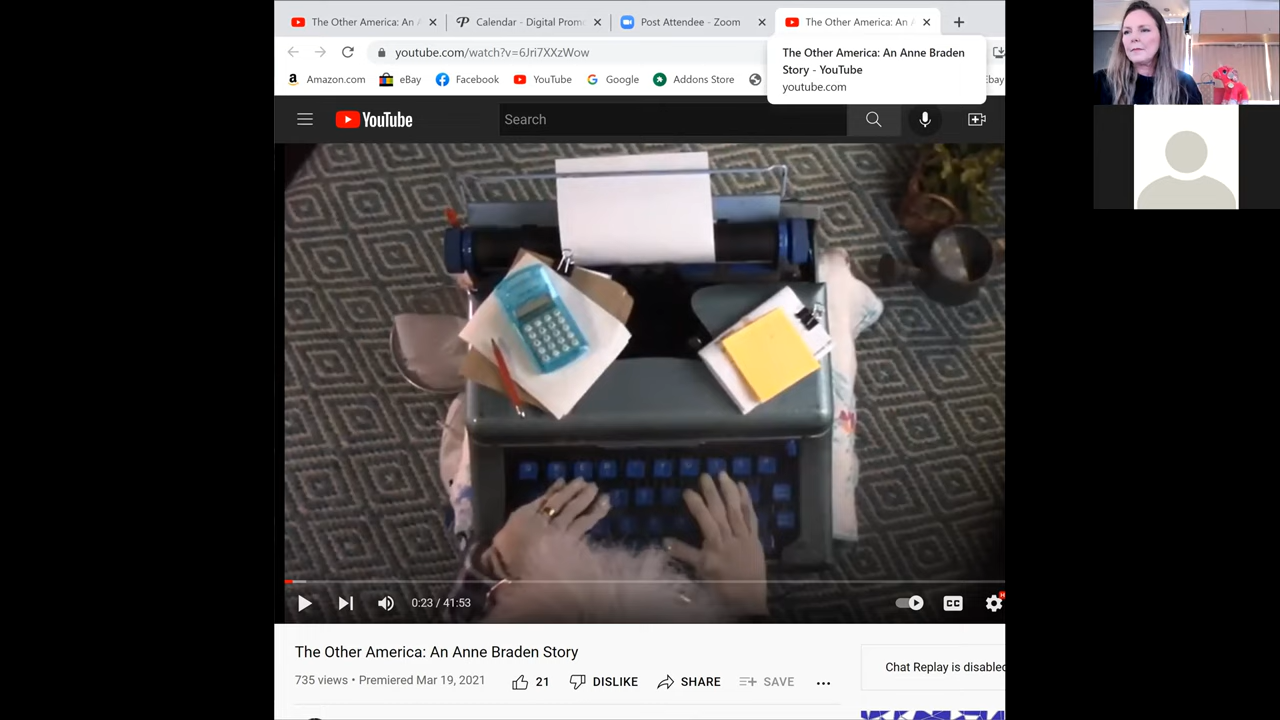 The Other America: An A
Calendar - Digital Prom
Post Attendee - Zoom
The Other America: An A
youtube.com/watch?v=6Jri7XXzWow
The Other America: An Anne Braden
Story - YouTube
youtube.com
Amazon.com
eBay
Facebook
YouTube
Google
Addons Store
Ebay
YouTube
Search
0:23 / 41:53
CC
The Other America: An Anne Braden Story
735 views • Premiered Mar 19, 2021
21
DISLIKE
SHARE
SAVE
Chat Replay is disabled